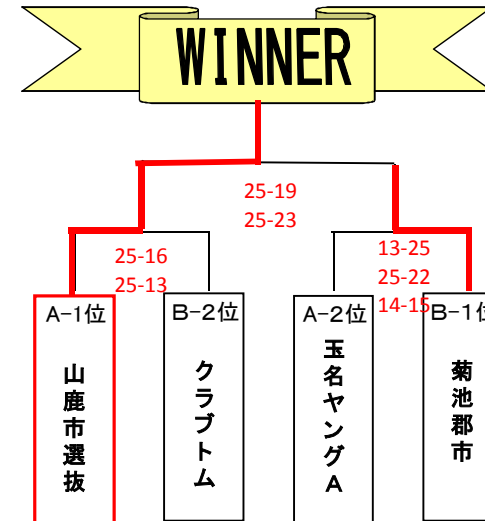 WINNER
25-19
25-23
25-16
25-13
13-25
25-22
14-15
A-1位
山鹿市選抜
B-2位
クラブトム
A-2位
玉名ヤングA
B-1位
菊池郡市